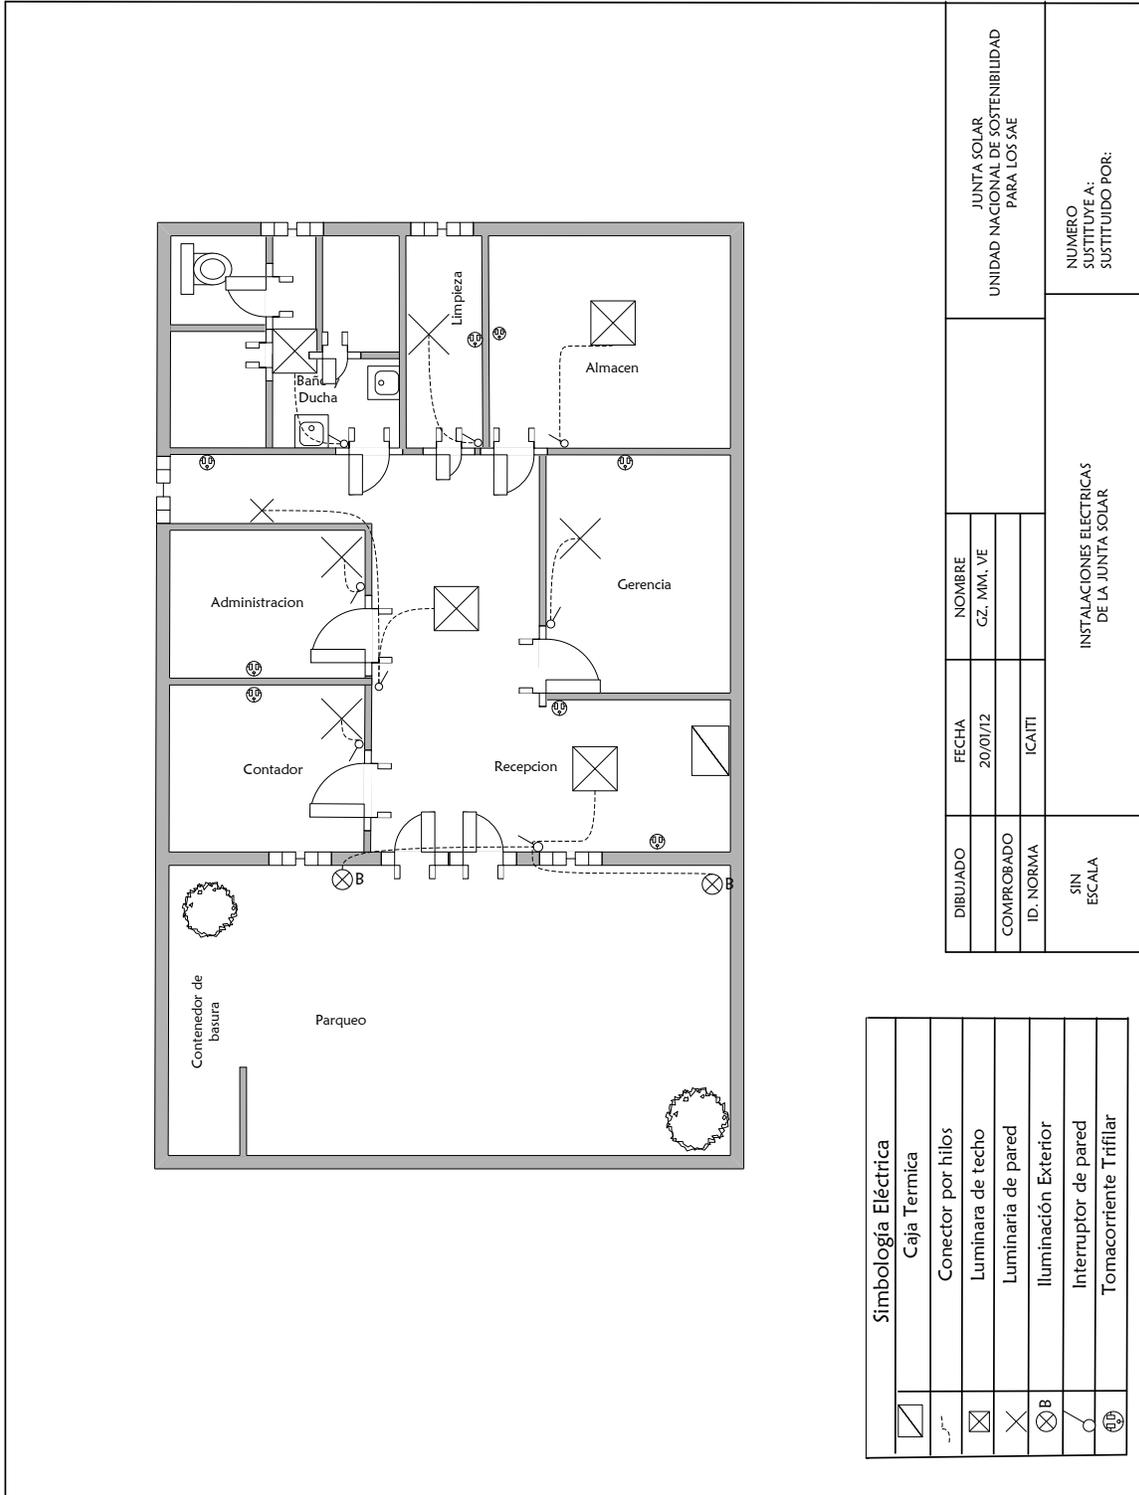 Limpieza
Almacen
Baño y
Ducha
Gerencia
Administracion
Contador
Recepcion
B
B
Contenedor de
basura
Parqueo
JUNTA SOLAR
UNIDAD NACIONAL DE SOSTENIBILIDAD
PARA LOS SAE
NUMERO
SUSTITUYE A:
SUSTITUIDO POR:
DIBUJADO
FECHA
NOMBRE
20/01/12
GZ, MM, VE
COMPROBADO
ID. NORMA
ICAITI
SIN
ESCALA
INSTALACIONES ELECTRICAS
DE LA JUNTA SOLAR
Simbología Eléctrica
Caja Termica
Conector por hilos
Luminara de techo
Luminaria de pared
B
Iluminación Exterior
Interruptor de pared
Tomacorriente Trifilar